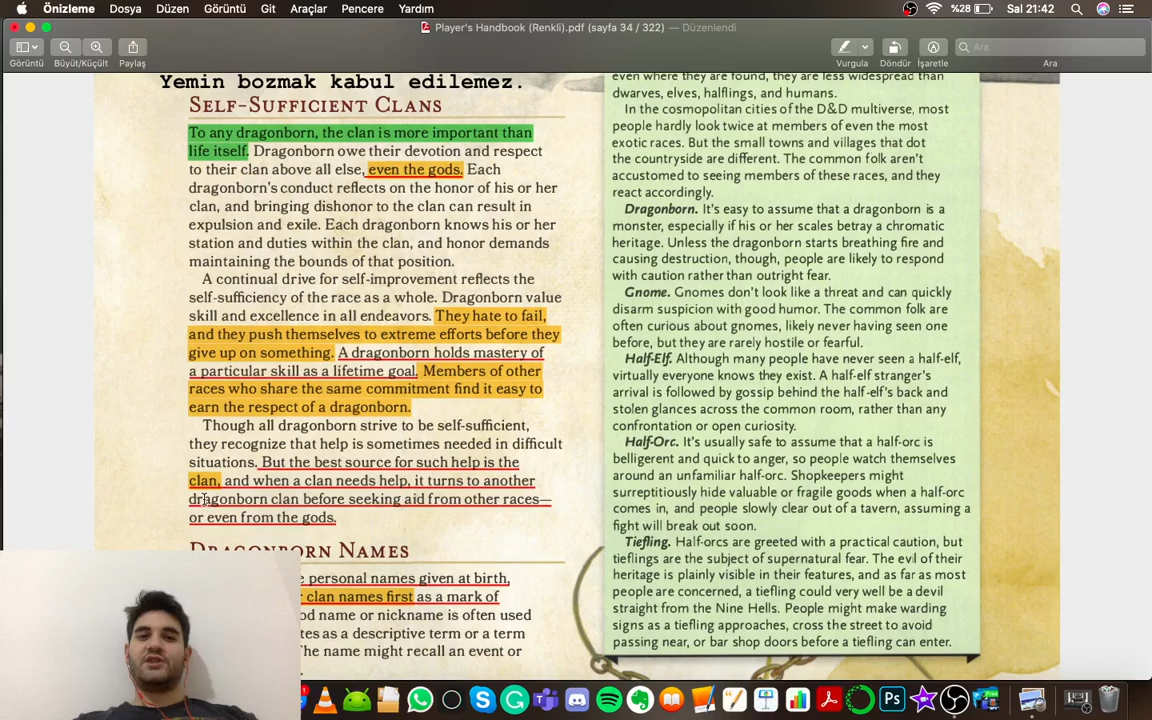 Önizleme Dosya Düzen Görüntü Git Araçlar Pencere Yardım %28 Sal 21:42
Player's Handbook (Renkli).pdf (sayfa 34 / 322) — Düzenlendi
Ara
Görüntü Büyüt/Küçült Paylaş Vurgula Döndür İşaretle Ara
Yemin bozmak kabul edilemez.
SELF-SUFFICIENT CLANS
To any dragonborn, the clan is more important than
life itself. Dragonborn owe their devotion and respect
to their clan above all else, even the gods. Each
dragonborn's conduct reflects on the honor of his or her
clan, and bringing dishonor to the clan can result in
expulsion and exile. Each dragonborn knows his or her
station and duties within the clan, and honor demands
maintaining the bounds of that position.
A continual drive for self-improvement reflects the
self-sufficiency of the race as a whole. Dragonborn value
skill and excellence in all endeavors. They hate to fail,
and they push themselves to extreme efforts before they
give up on something. A dragonborn holds mastery of
a particular skill as a lifetime goal. Members of other
races who share the same commitment find it easy to
earn the respect of a dragonborn.
Though all dragonborn strive to be self-sufficient,
they recognize that help is sometimes needed in difficult
situations. But the best source for such help is the
clan, and when a clan needs help, it turns to another
dragonborn clan before seeking aid from other races—
or even from the gods.
DRAGONBORN NAMES
personal names given at birth,
clan names first as a mark of
name or nickname is often used
as a descriptive term or a term
The name might recall an event or
even where they are found, they are less widespread than
dwarves, elves, halflings, and humans.
In the cosmopolitan cities of the D&D multiverse, most
people hardly look twice at members of even the most
exotic races. But the small towns and villages that dot
the countryside are different. The common folk aren't
accustomed to seeing members of these races, and they
react accordingly.
Dragonborn. It's easy to assume that a dragonborn is a
monster, especially if his or her scales betray a chromatic
heritage. Unless the dragonborn starts breathing fire and
causing destruction, though, people are likely to respond
with caution rather than outright fear.
Gnome. Gnomes don't look like a threat and can quickly
disarm suspicion with good humor. The common folk are
often curious about gnomes, likely never having seen one
before, but they are rarely hostile or fearful.
Half-Elf. Although many people have never seen a half-elf,
virtually everyone knows they exist. A half-elf stranger's
arrival is followed by gossip behind the half-elf's back and
stolen glances across the common room, rather than any
confrontation or open curiosity.
Half-Orc. It's usually safe to assume that a half-orc is
belligerent and quick to anger, so people watch themselves
around an unfamiliar half-orc. Shopkeepers might
surreptitiously hide valuable or fragile goods when a half-orc
comes in, and people slowly clear out of a tavern, assuming a
fight will break out soon.
Tiefling. Half-orcs are greeted with a practical caution, but
tieflings are the subject of supernatural fear. The evil of their
heritage is plainly visible in their features, and as far as most
people are concerned, a tiefling could very well be a devil
straight from the Nine Hells. People might make warding
signs as a tiefling approaches, cross the street to avoid
passing near, or bar shop doors before a tiefling can enter.
Ps